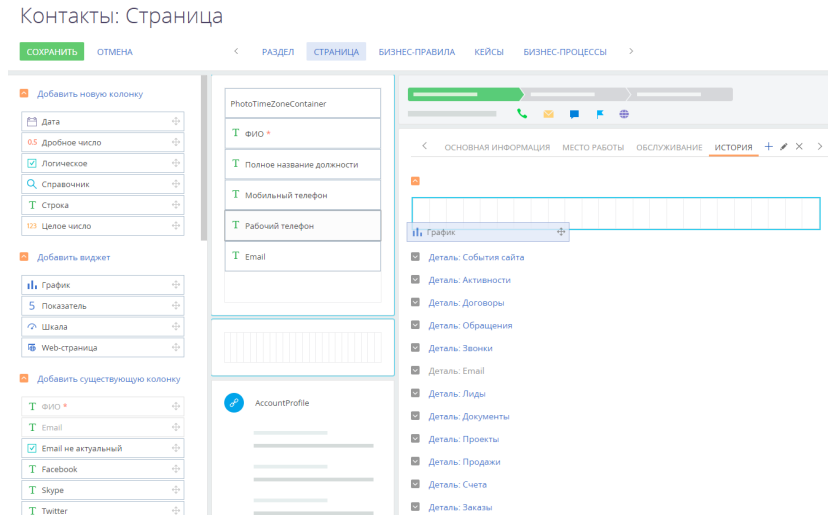 Контакты: Страница
СОХРАНИТЬ ОТМЕНА РАЗДЕЛ СТРАНИЦА БИЗНЕС-ПРАВИЛА КЕЙСЫ БИЗНЕС-ПРОЦЕССЫ
Добавить новую колонку
Дата
0,5 Дробное число
Логическое
Справочник
T Строка
123 Целое число
Добавить виджет
График
5 Показатель
Шкала
Web-страница
Добавить существующую колонку
T ФИО *
T Email
Email не актуальный
T Facebook
T Skype
T Twitter
PhotoTimeZoneContainer
T ФИО *
T Полное название должности
T Мобильный телефон
T Рабочий телефон
T Email
AccountProfile
ОСНОВНАЯ ИНФОРМАЦИЯ МЕСТО РАБОТЫ ОБСЛУЖИВАНИЕ ИСТОРИЯ
График
Деталь: События сайта
Деталь: Активности
Деталь: Договоры
Деталь: Обращения
Деталь: Звонки
Деталь: Email
Деталь: Лиды
Деталь: Документы
Деталь: Проекты
Деталь: Продажи
Деталь: Счета
Деталь: Заказы